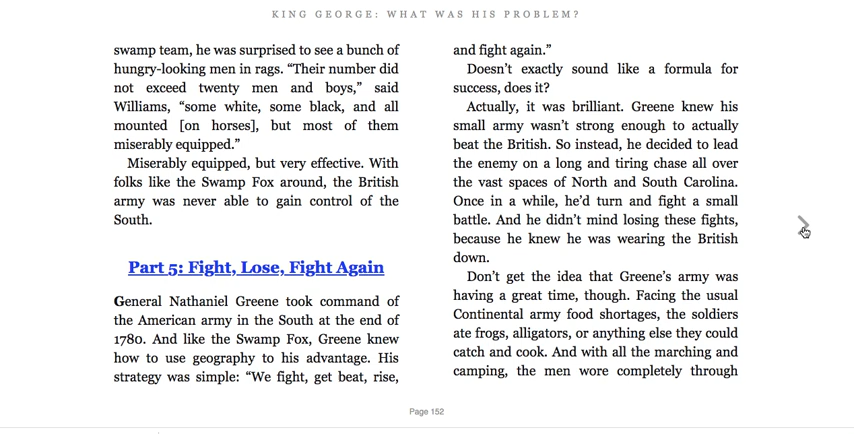 KING GEORGE: WHAT WAS HIS PROBLEM?
swamp team, he was surprised to see a bunch of
hungry-looking men in rags. “Their number did
not exceed twenty men and boys,” said
Williams, “some white, some black, and all
mounted [on horses], but most of them
miserably equipped.”
Miserably equipped, but very effective. With
folks like the Swamp Fox around, the British
army was never able to gain control of the
South.
Part 5: Fight, Lose, Fight Again
General Nathaniel Greene took command of
the American army in the South at the end of
1780. And like the Swamp Fox, Greene knew
how to use geography to his advantage. His
strategy was simple: “We fight, get beat, rise,
and fight again.”
Doesn’t exactly sound like a formula for
success, does it?
Actually, it was brilliant. Greene knew his
small army wasn’t strong enough to actually
beat the British. So instead, he decided to lead
the enemy on a long and tiring chase all over
the vast spaces of North and South Carolina.
Once in a while, he’d turn and fight a small
battle. And he didn’t mind losing these fights,
because he knew he was wearing the British
down.
Don’t get the idea that Greene’s army was
having a great time, though. Facing the usual
Continental army food shortages, the soldiers
ate frogs, alligators, or anything else they could
catch and cook. And with all the marching and
camping, the men wore completely through
Page 152